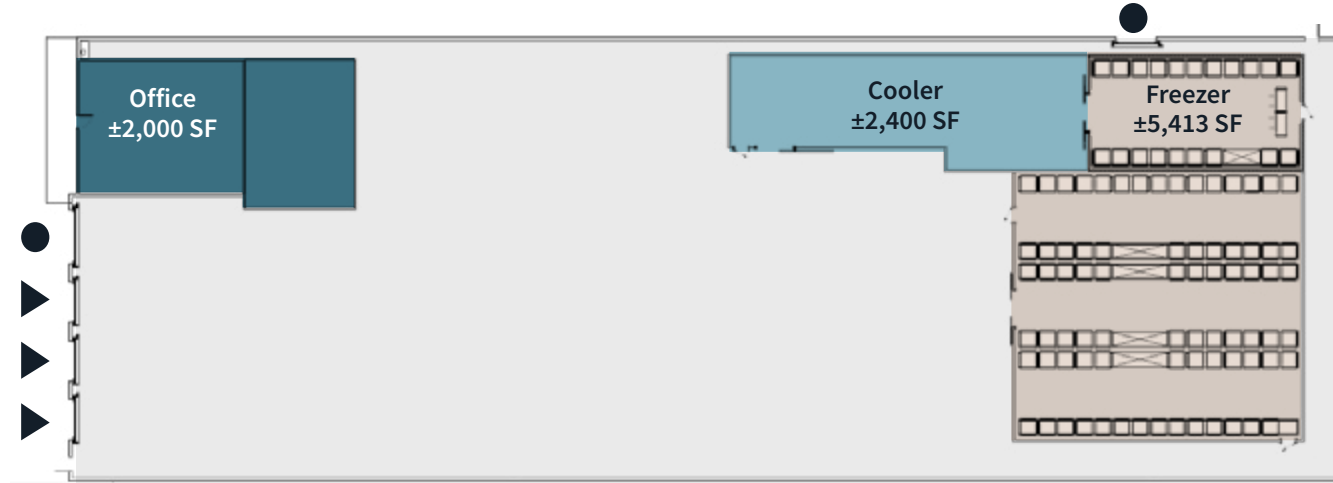 Office
±2,000 SF
Cooler
±2,400 SF
Freezer
±5,413 SF